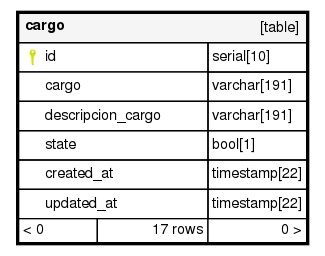 cargo [table]
id serial[10]
cargo varchar[191]
descripcion_cargo varchar[191]
state bool[1]
created_at timestamp[22]
updated_at timestamp[22]
< 0 17 rows 0 >